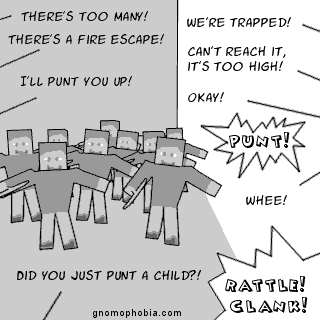 THERE'S TOO MANY!
WE'RE TRAPPED!
THERE'S A FIRE ESCAPE!
CAN'T REACH IT,
IT'S TOO HIGH!
I'LL PUNT YOU UP!
OKAY!
PUNT!
WHEE!
DID YOU JUST PUNT A CHILD?!
RATTLE!
CLANK!
gnomophobia.com